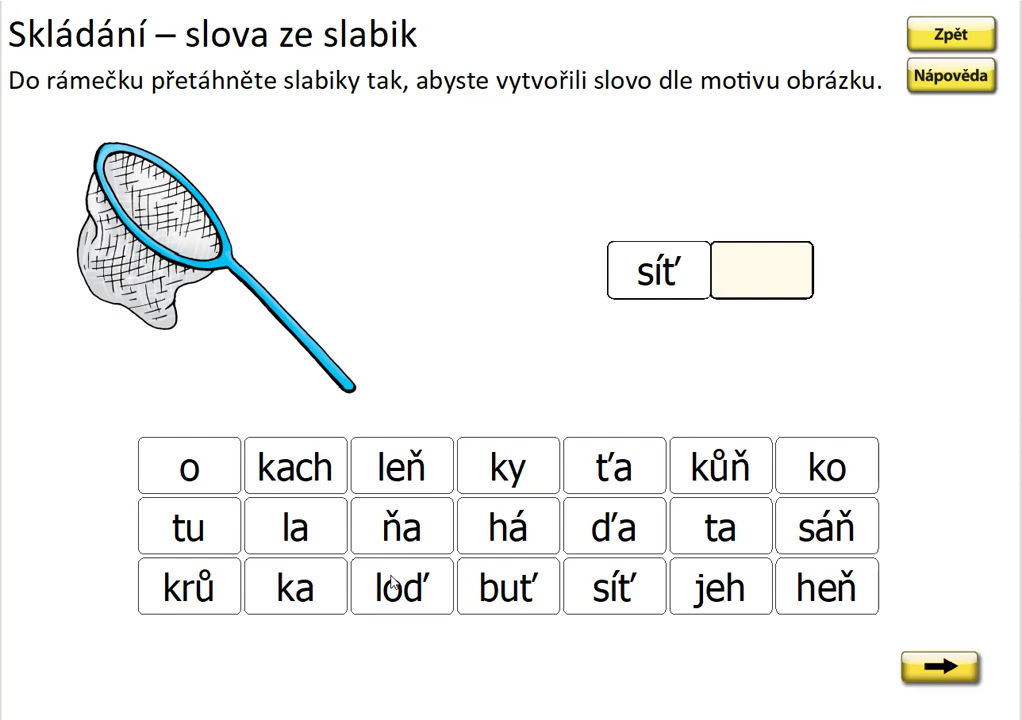 Skládání – slova ze slabik
Zpět
Do rámečku přetáhněte slabiky tak, abyste vytvořili slovo dle motivu obrázku.
Nápověda
síť
o kach leň ky ťa kůň ko
tu la ňa há ďa ta sáň
krů ka loď buť síť jeh heň